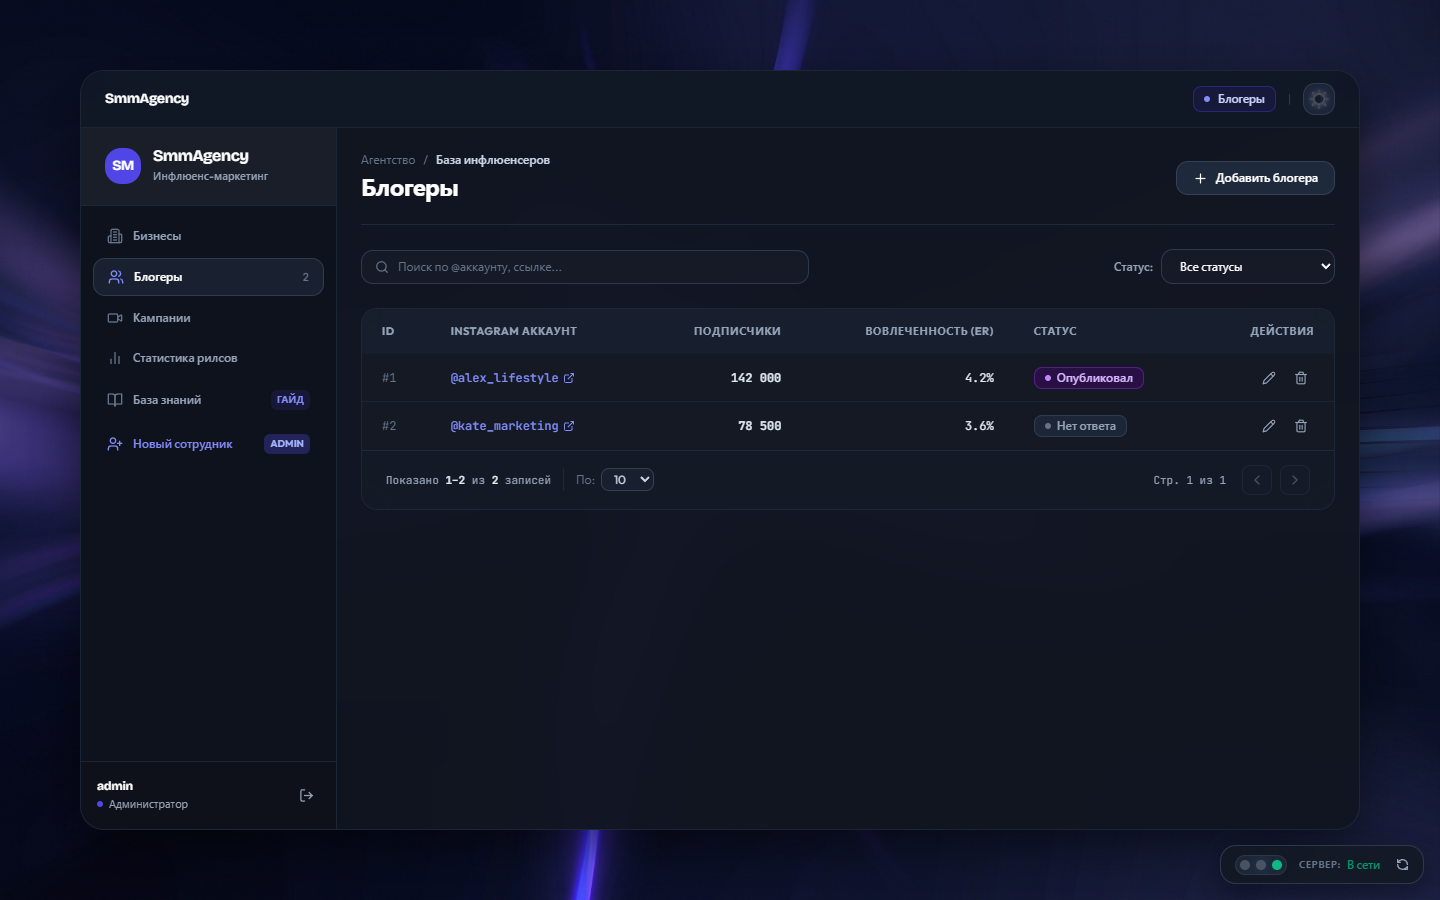 SmmAgency
Блогеры
SM
SmmAgency
Инфлюенс-маркетинг
Бизнесы
Блогеры 2
Кампании
Статистика рилсов
База знаний ГАЙД
Новый сотрудник ADMIN
admin
Администратор
Агентство / База инфлюенсеров
Блогеры
+ Добавить блогера
Поиск по @аккаунту, ссылке...
Статус: Все статусы
ID INSTAGRAM АККАУНТ ПОДПИСЧИКИ ВОВЛЕЧЕННОСТЬ (ER) СТАТУС ДЕЙСТВИЯ
#1 @alex_lifestyle 142 000 4.2% Опубликовал
#2 @kate_marketing 78 500 3.6% Нет ответа
Показано 1–2 из 2 записей По: 10 Стр. 1 из 1
СЕРВЕР: В сети